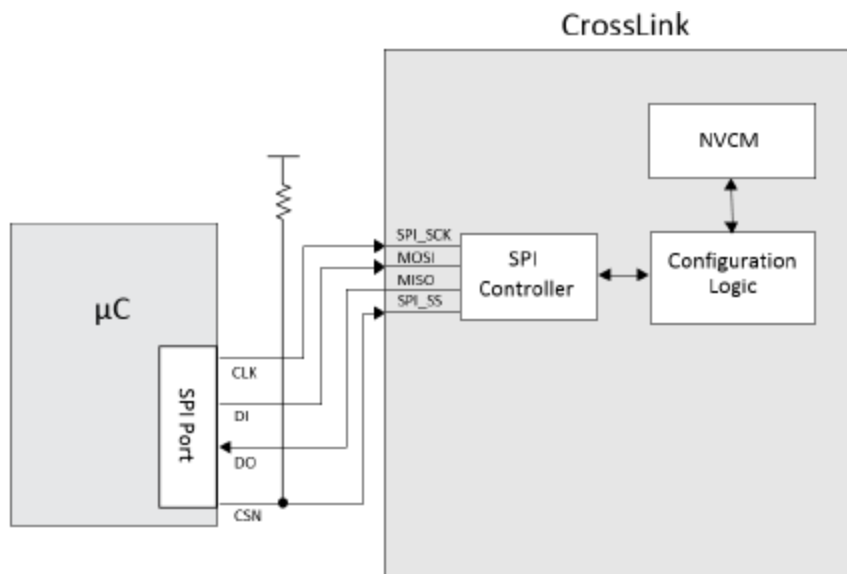 CrossLink
NVCM
SPI_SCK
MOSI
MISO
SPI_SS
SPI
Controller
Configuration
Logic
µC
SPI Port
CLK
DI
DO
CSN